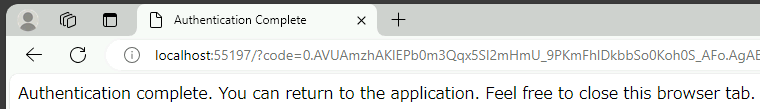 Authentication Complete
localhost:55197/?code=0.AVUAmzhAKlEPb0m3Qqx5SI2mHmU_9PKmFhlDkbbSo0Koh0S_AFo.AgAE
Authentication complete. You can return to the application. Feel free to close this browser tab.